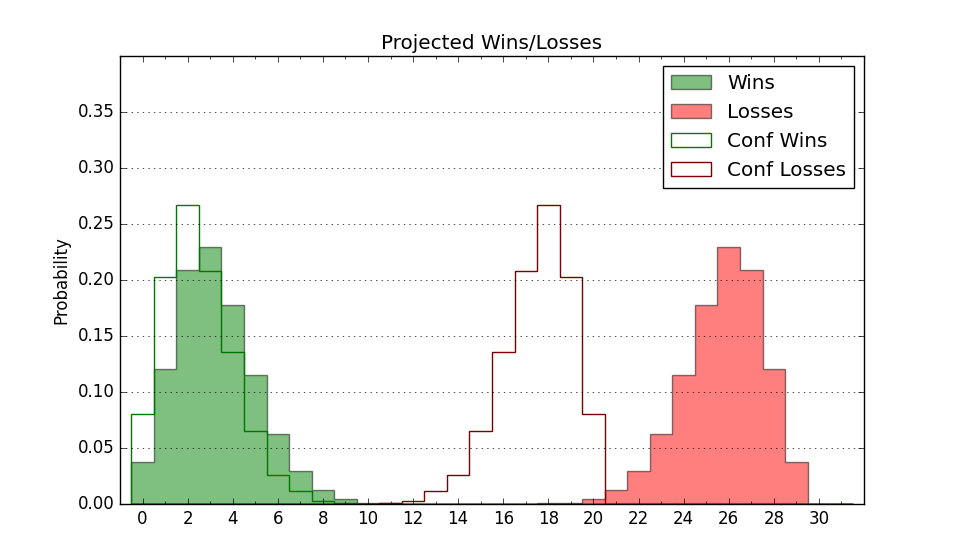 Projected Wins/Losses
Probability
0.35
0.30
0.25
0.20
0.15
0.10
0.05
0.00
0 2 4 6 8 10 12 14 16 18 20 22 24 26 28 30
Wins
Losses
Conf Wins
Conf Losses